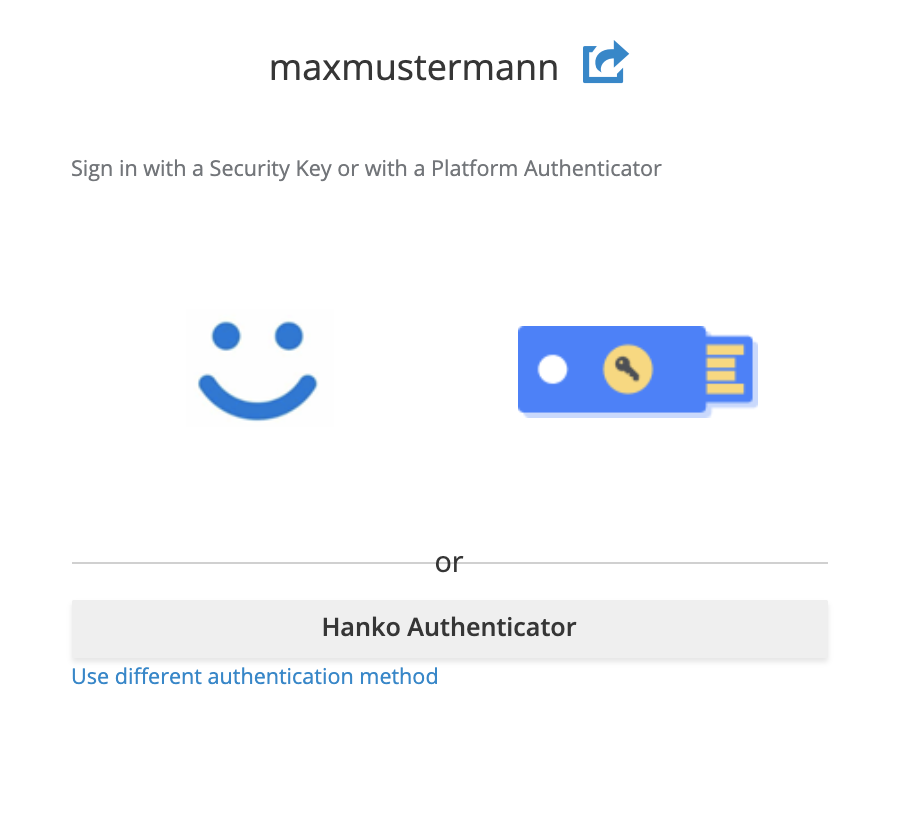 maxmustermann
Sign in with a Security Key or with a Platform Authenticator
or
Hanko Authenticator
Use different authentication method